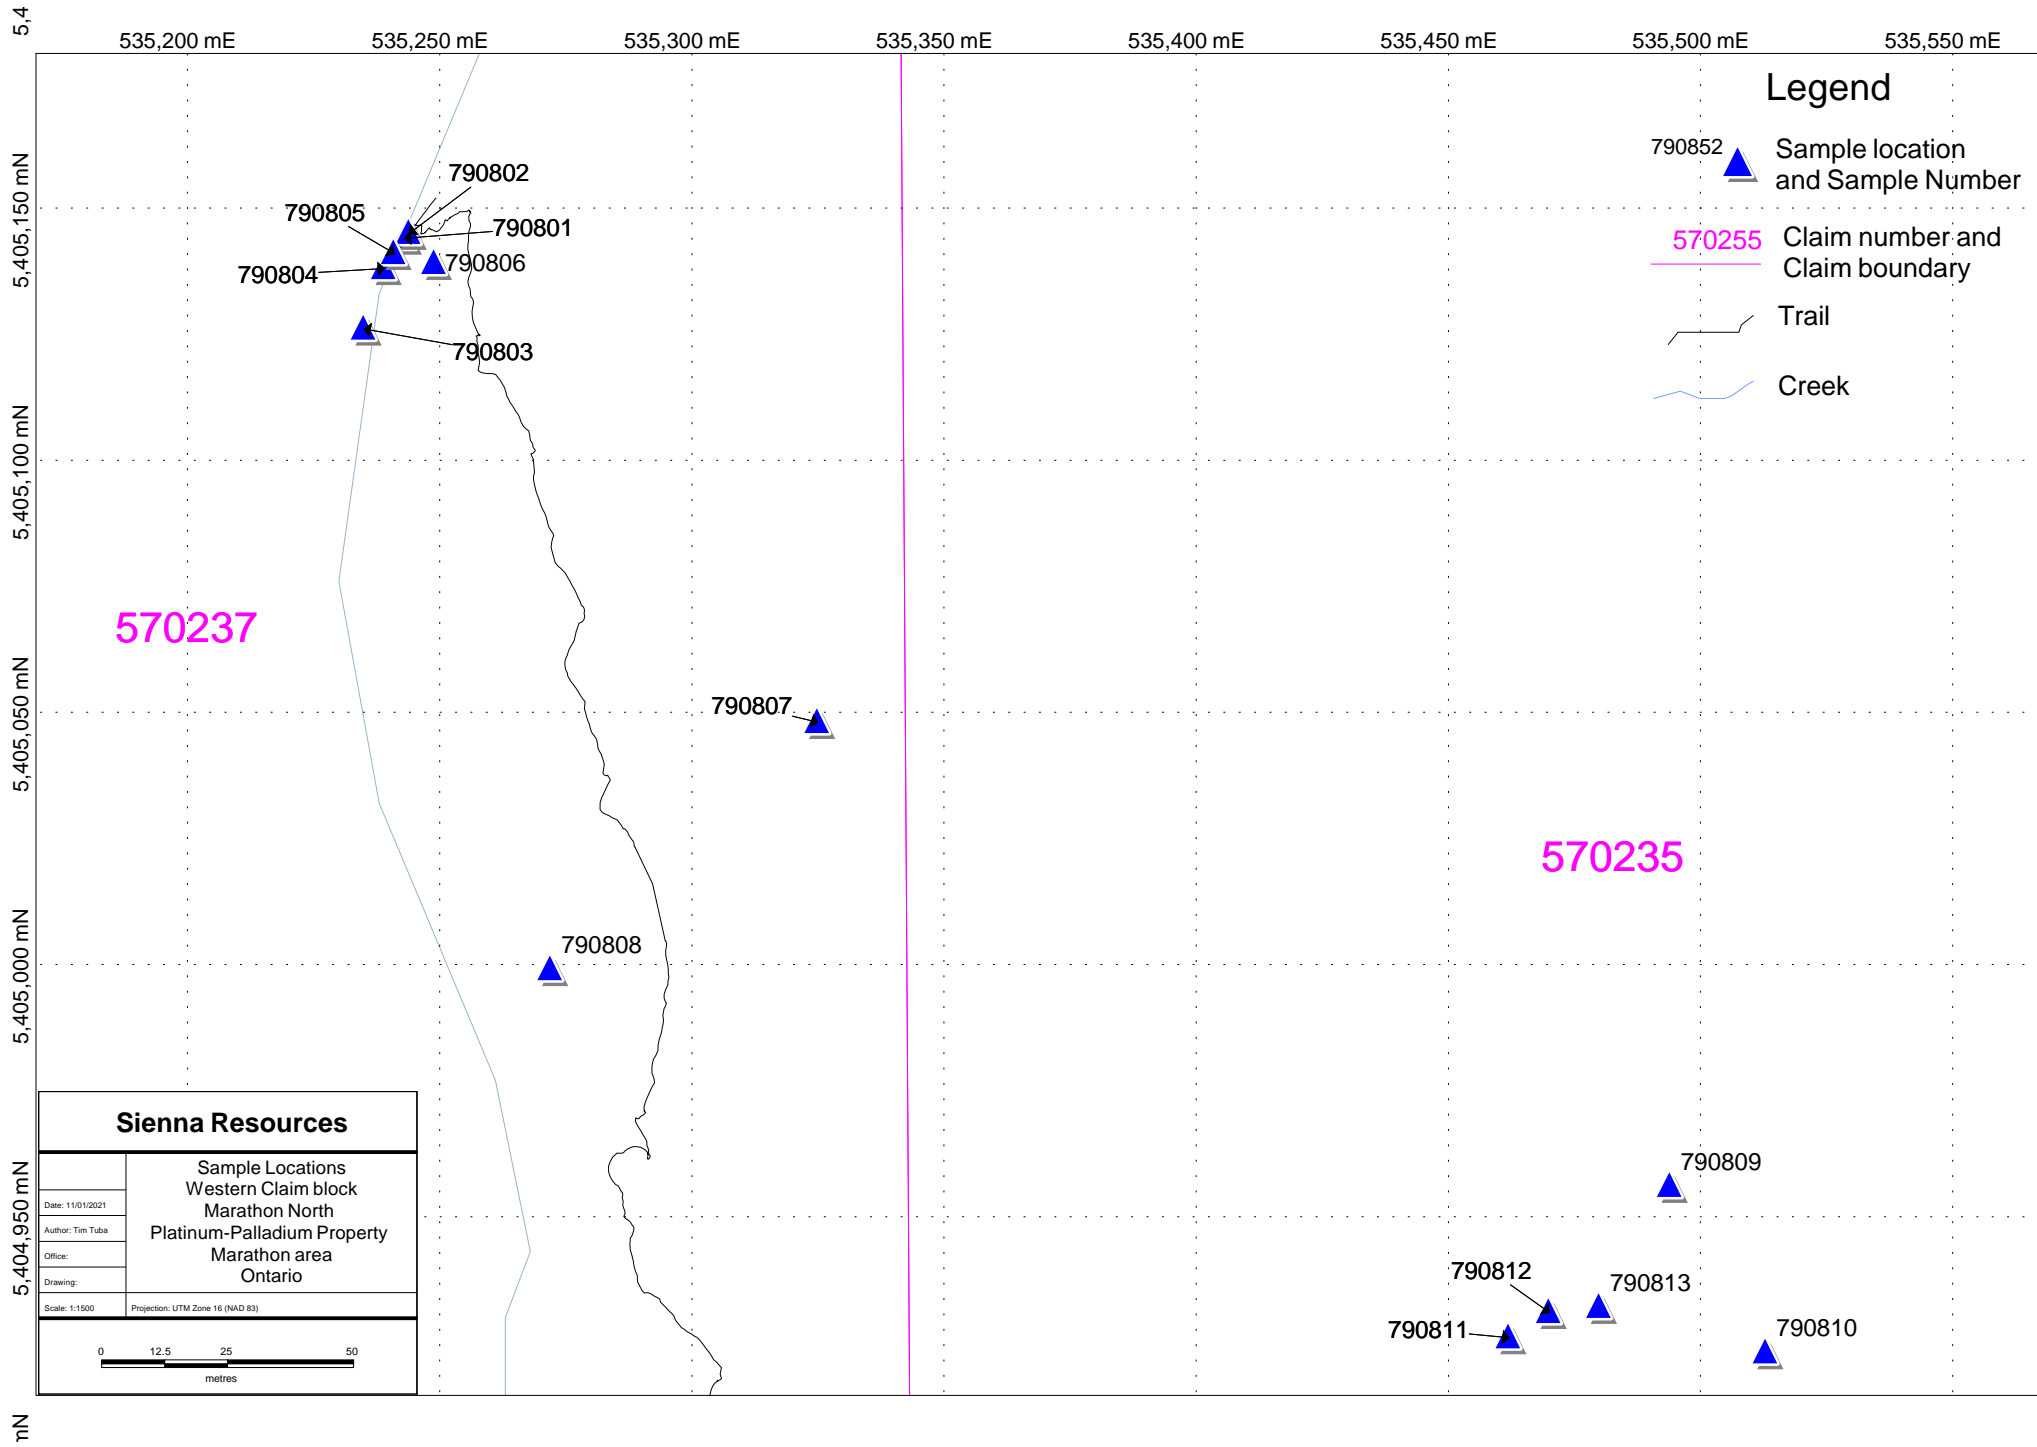 535,200 mE
535,250 mE
535,300 mE
535,350 mE
535,400 mE
535,450 mE
535,500 mE
535,550 mE
5,4
5,405,150 mN
5,405,100 mN
5,405,050 mN
5,405,000 mN
5,404,950 mN
mN
Legend
790852
Sample location
and Sample Number
570255
Claim number and
Claim boundary
Trail
Creek
790802
790805
790801
790806
790804
790803
570237
790807
570235
790808
790809
790812
790813
790811
790810
Sienna Resources
Sample Locations
Western Claim block
Marathon North
Platinum-Palladium Property
Marathon area
Ontario
Date: 11/01/2021
Author: Tim Tuba
Office:
Drawing:
Scale: 1:1500
Projection: UTM Zone 16 (NAD 83)
0 12.5 25 50
metres